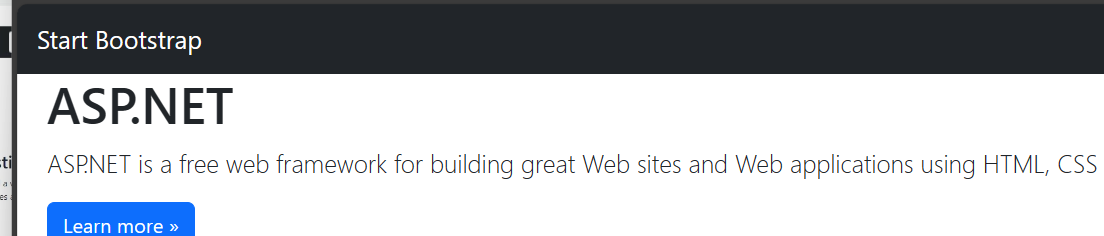 Start Bootstrap
ASP.NET
ASP.NET is a free web framework for building great Web sites and Web applications using HTML, CSS
Learn more »